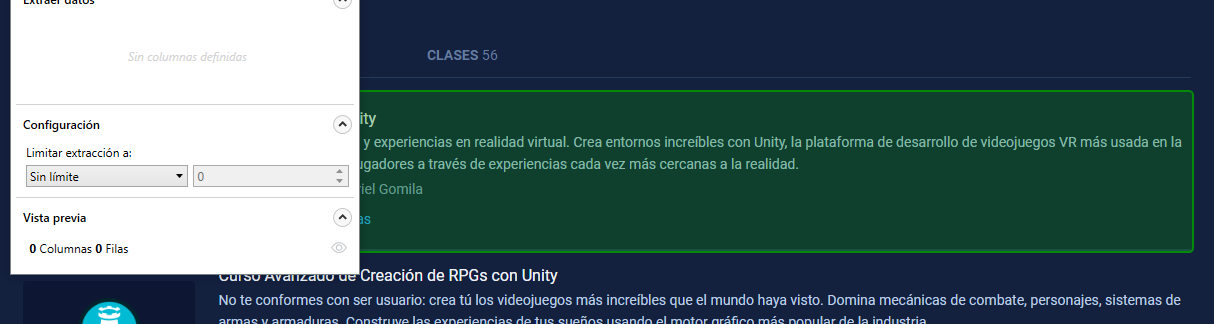 Extraer datos
Sin columnas definidas
CLASES 56
Configuración
Limitar extracción a:
Sin límite
0
Vista previa
0 Columnas 0 Filas
ity
y experiencias en realidad virtual. Crea entornos increíbles con Unity, la plataforma de desarrollo de videojuegos VR más usada en la
ugadores a través de experiencias cada vez más cercanas a la realidad.
riel Gomila
as
Curso Avanzado de Creación de RPGs con Unity
No te conformes con ser usuario: crea tú los videojuegos más increíbles que el mundo haya visto. Domina mecánicas de combate, personajes, sistemas de
armas y armaduras. Construye las experiencias de tus sueños usando el motor gráfico más popular de la industria.